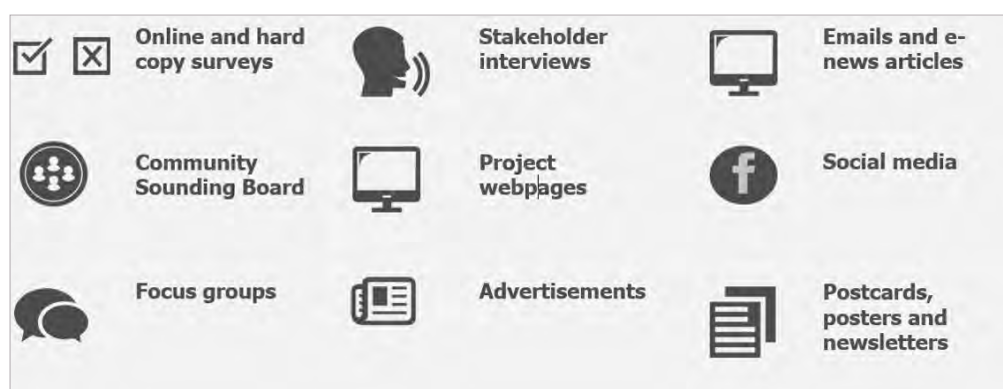 Online and hard
copy surveys
Stakeholder
interviews
Emails and e-
news articles
Community
Sounding Board
Project
webpages
Social media
Focus groups
Advertisements
Postcards,
posters and
newsletters